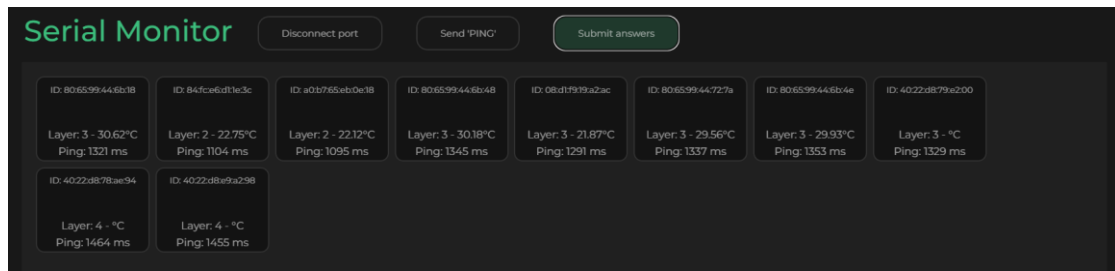 Serial Monitor
Disconnect port
Send 'PING'
Submit answers
ID: 80:65:99:44:6b:18
Layer: 3 - 30.62°C
Ping: 1321 ms
ID: 84:fc:e6:d1:1e:3c
Layer: 2 - 22.75°C
Ping: 1104 ms
ID: a0:b7:65:eb:0e:18
Layer: 2 - 22.12°C
Ping: 1095 ms
ID: 80:65:99:44:6b:48
Layer: 3 - 30.18°C
Ping: 1345 ms
ID: 08:d1:f9:19:a2:ac
Layer: 3 - 21.87°C
Ping: 1291 ms
ID: 80:65:99:44:72:7a
Layer: 3 - 29.56°C
Ping: 1337 ms
ID: 80:65:99:44:6b:4e
Layer: 3 - 29.93°C
Ping: 1353 ms
ID: 40:22:d8:79:e2:00
Layer: 3 - °C
Ping: 1329 ms
ID: 40:22:d8:78:ae:94
Layer: 4 - °C
Ping: 1464 ms
ID: 40:22:d8:e9:a2:98
Layer: 4 - °C
Ping: 1455 ms